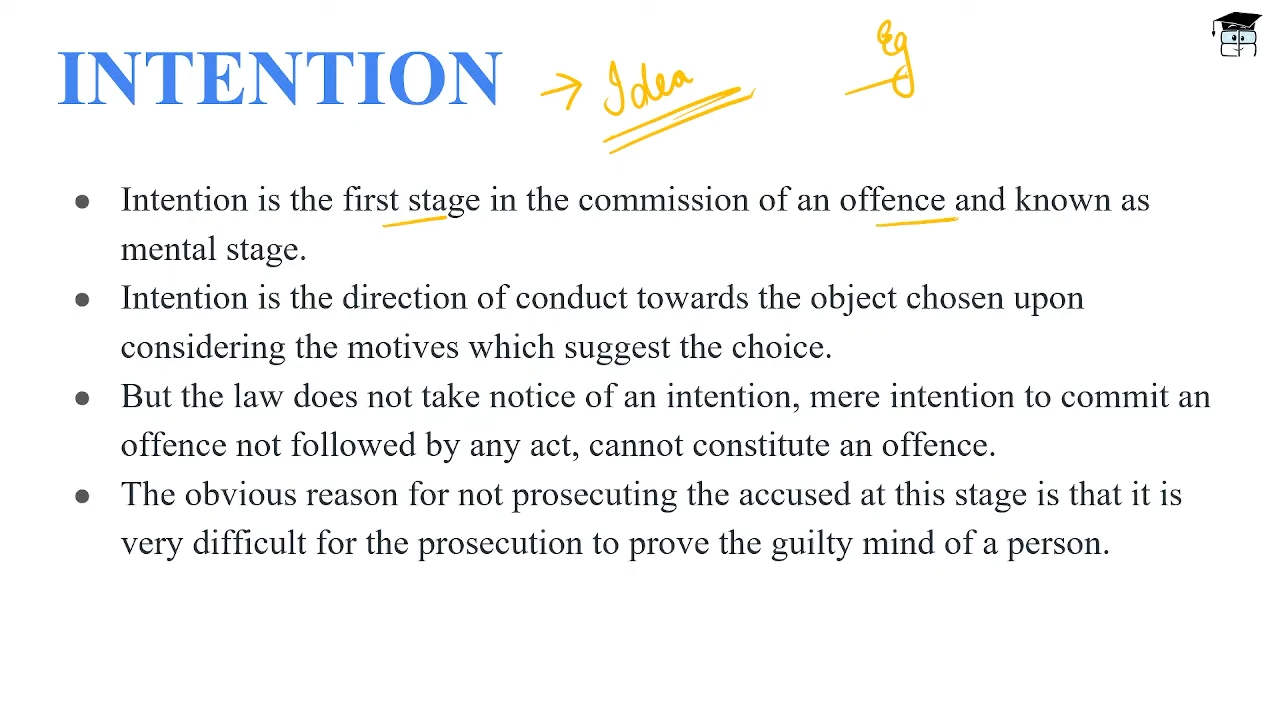 INTENTION → Idea Eg
● Intention is the first stage in the commission of an offence and known as
mental stage.
● Intention is the direction of conduct towards the object chosen upon
considering the motives which suggest the choice.
● But the law does not take notice of an intention, mere intention to commit an
offence not followed by any act, cannot constitute an offence.
● The obvious reason for not prosecuting the accused at this stage is that it is
very difficult for the prosecution to prove the guilty mind of a person.